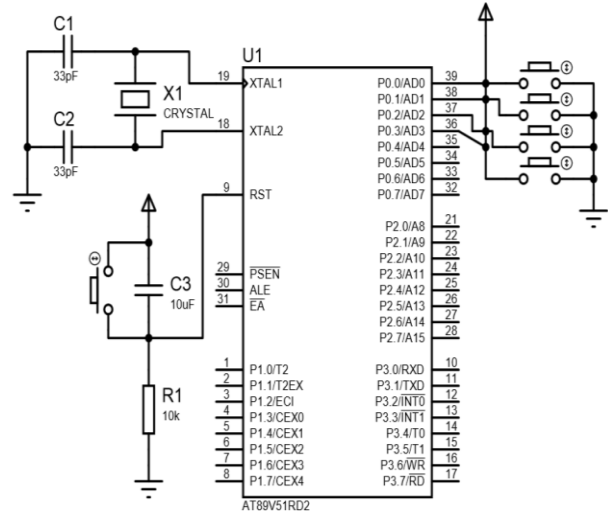 C1
33pF
X1
CRYSTAL
C2
33pF
C3
10uF
R1
10k
U1
19 XTAL1
18 XTAL2
9 RST
29 PSEN
30 ALE
31 EA
1 P1.0/T2
2 P1.1/T2EX
3 P1.2/ECI
4 P1.3/CEX0
5 P1.4/CEX1
6 P1.5/CEX2
7 P1.6/CEX3
8 P1.7/CEX4
P0.0/AD0 39
P0.1/AD1 38
P0.2/AD2 37
P0.3/AD3 36
P0.4/AD4 35
P0.5/AD5 34
P0.6/AD6 33
P0.7/AD7 32
P2.0/A8 21
P2.1/A9 22
P2.2/A10 23
P2.3/A11 24
P2.4/A12 25
P2.5/A13 26
P2.6/A14 27
P2.7/A15 28
P3.0/RXD 10
P3.1/TXD 11
P3.2/INT0 12
P3.3/INT1 13
P3.4/T0 14
P3.5/T1 15
P3.6/WR 16
P3.7/RD 17
AT89V51RD2